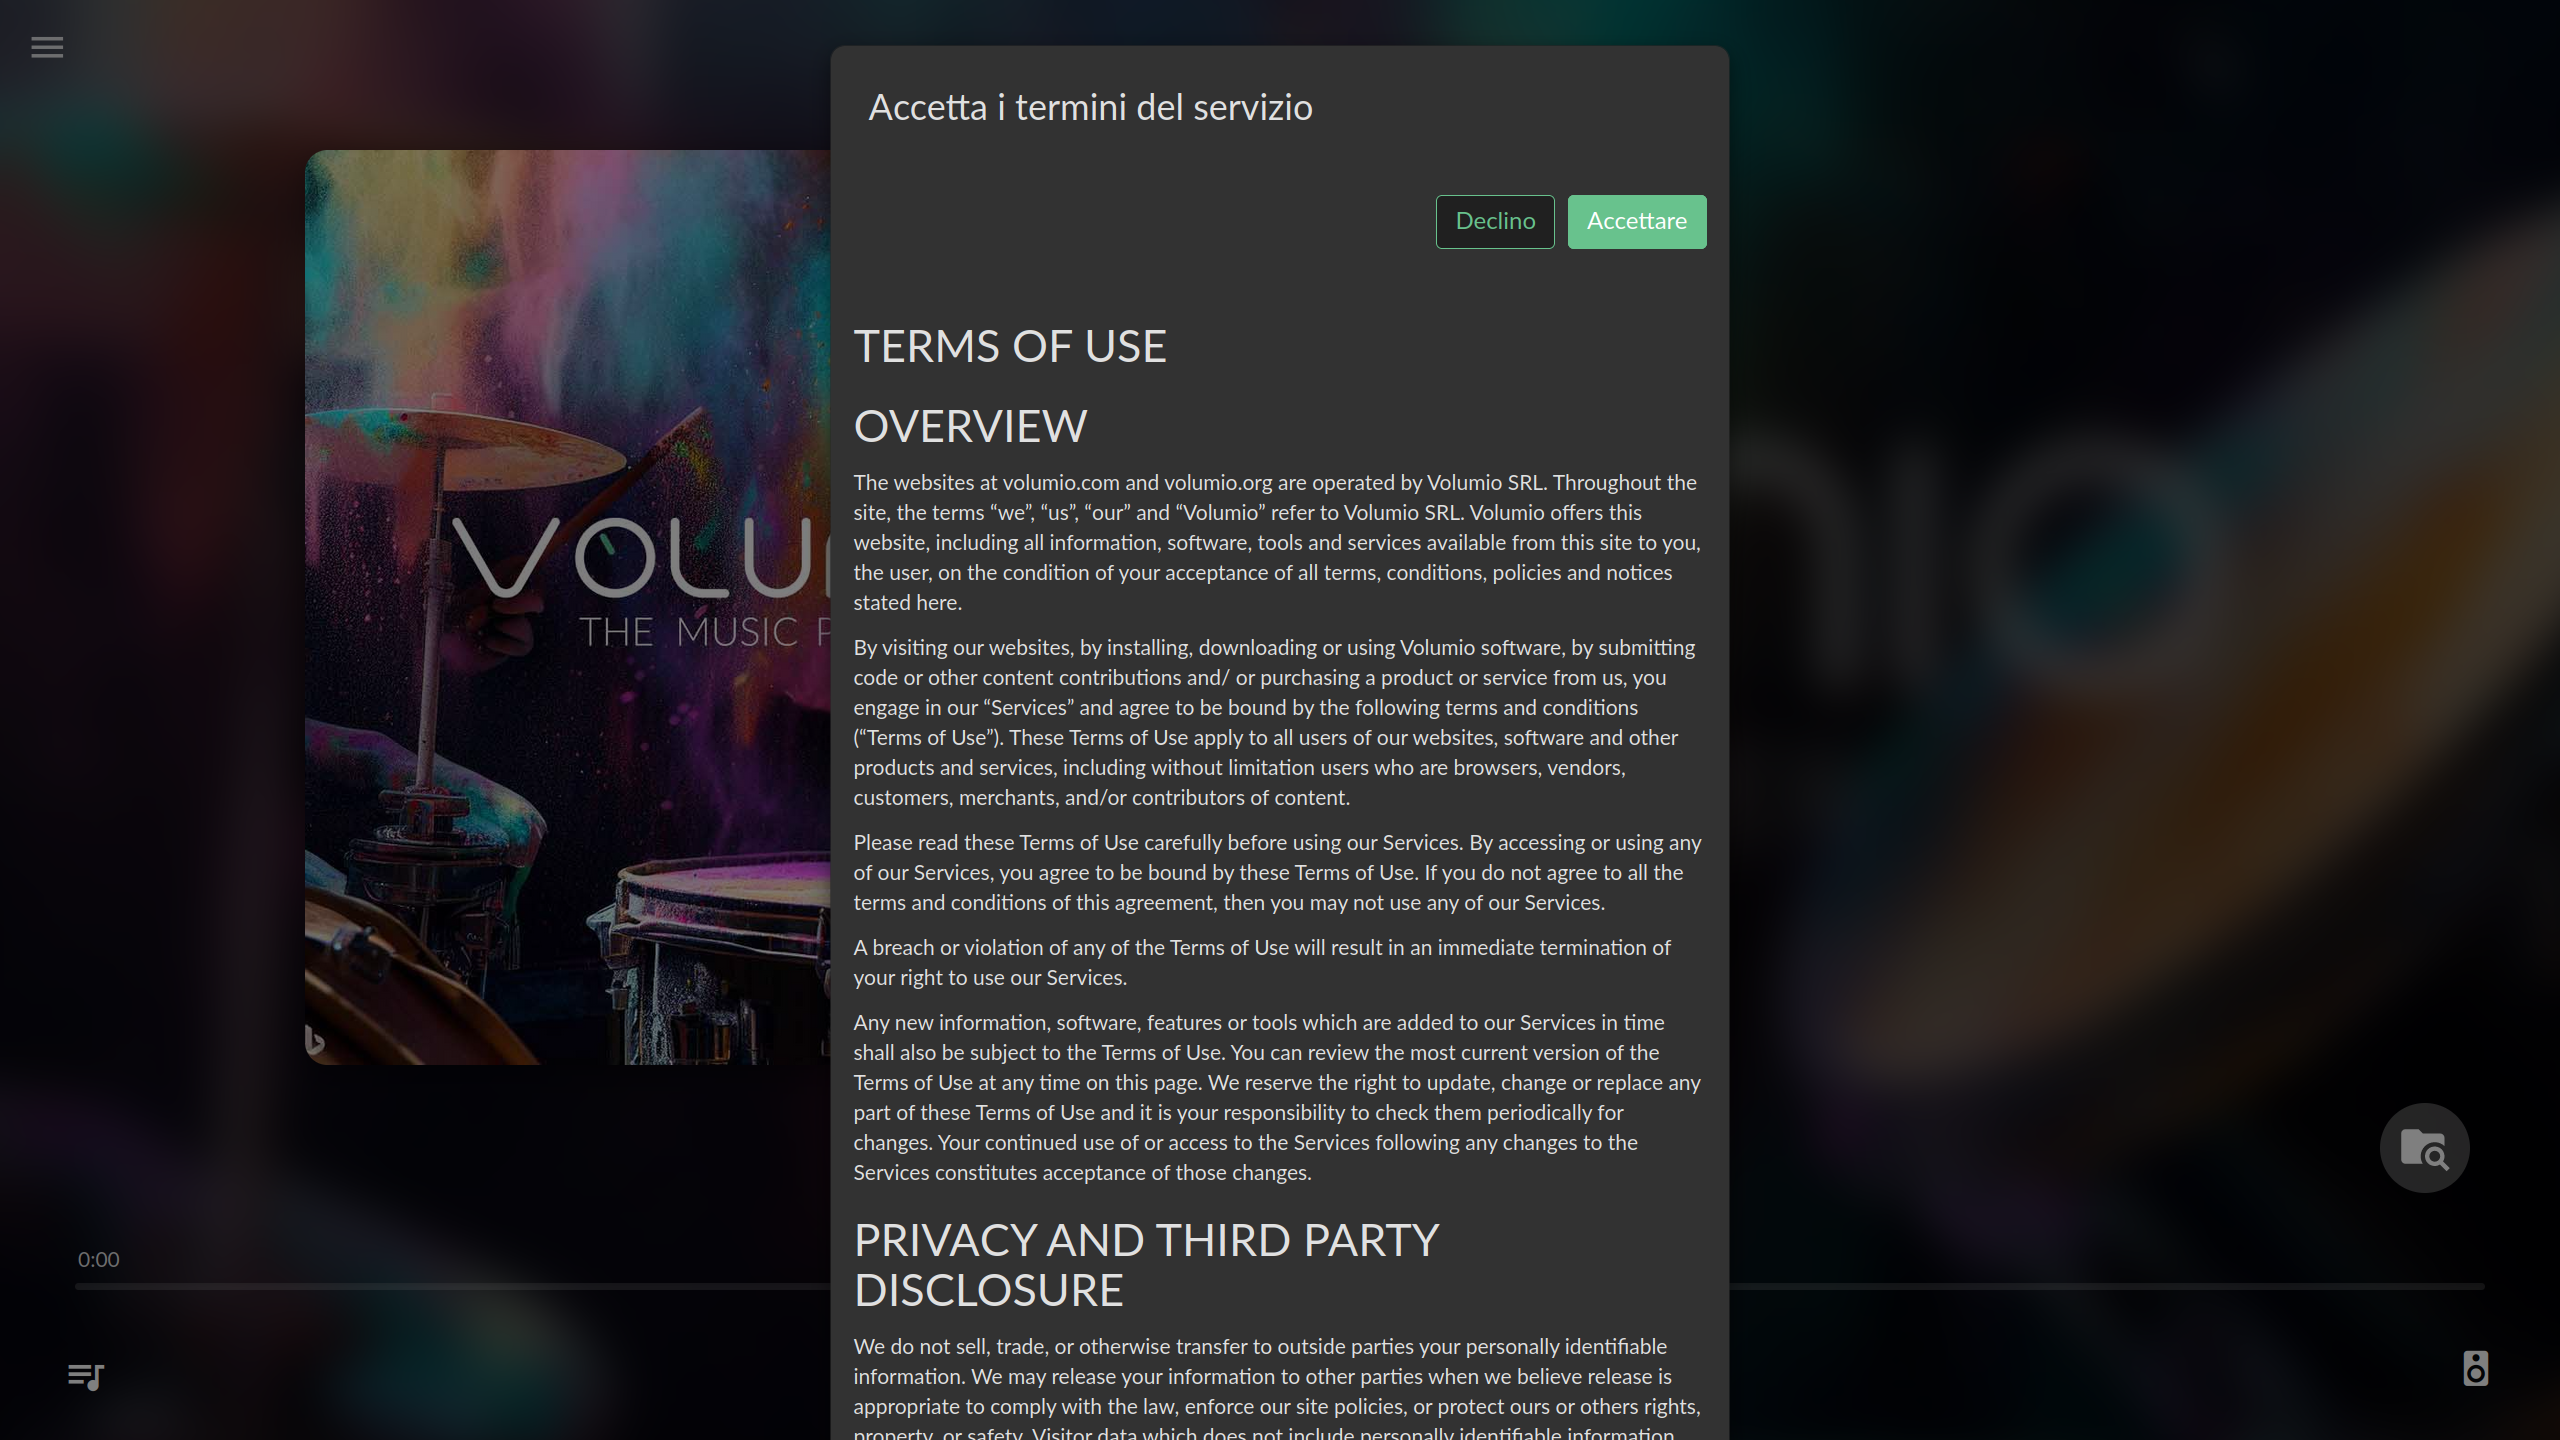 Accetta i termini del servizio
Declino
Accettare
TERMS OF USE
OVERVIEW
The websites at volumio.com and volumio.org are operated by Volumio SRL. Throughout the
site, the terms “we”, “us”, “our” and “Volumio” refer to Volumio SRL. Volumio offers this
website, including all information, software, tools and services available from this site to you,
the user, on the condition of your acceptance of all terms, conditions, policies and notices
stated here.
By visiting our websites, by installing, downloading or using Volumio software, by submitting
code or other content contributions and/ or purchasing a product or service from us, you
engage in our “Services” and agree to be bound by the following terms and conditions
(“Terms of Use”). These Terms of Use apply to all users of our websites, software and other
products and services, including without limitation users who are browsers, vendors,
customers, merchants, and/or contributors of content.
Please read these Terms of Use carefully before using our Services. By accessing or using any
of our Services, you agree to be bound by these Terms of Use. If you do not agree to all the
terms and conditions of this agreement, then you may not use any of our Services.
A breach or violation of any of the Terms of Use will result in an immediate termination of
your right to use our Services.
Any new information, software, features or tools which are added to our Services in time
shall also be subject to the Terms of Use. You can review the most current version of the
Terms of Use at any time on this page. We reserve the right to update, change or replace any
part of these Terms of Use and it is your responsibility to check them periodically for
changes. Your continued use of or access to the Services following any changes to the
Services constitutes acceptance of those changes.
PRIVACY AND THIRD PARTY
DISCLOSURE
We do not sell, trade, or otherwise transfer to outside parties your personally identifiable
information. We may release your information to other parties when we believe release is
appropriate to comply with the law, enforce our site policies, or protect ours or others rights,
property, or safety. Visitor data which does not include personally identifiable information
VOLU
THE MUSIC P
0:00